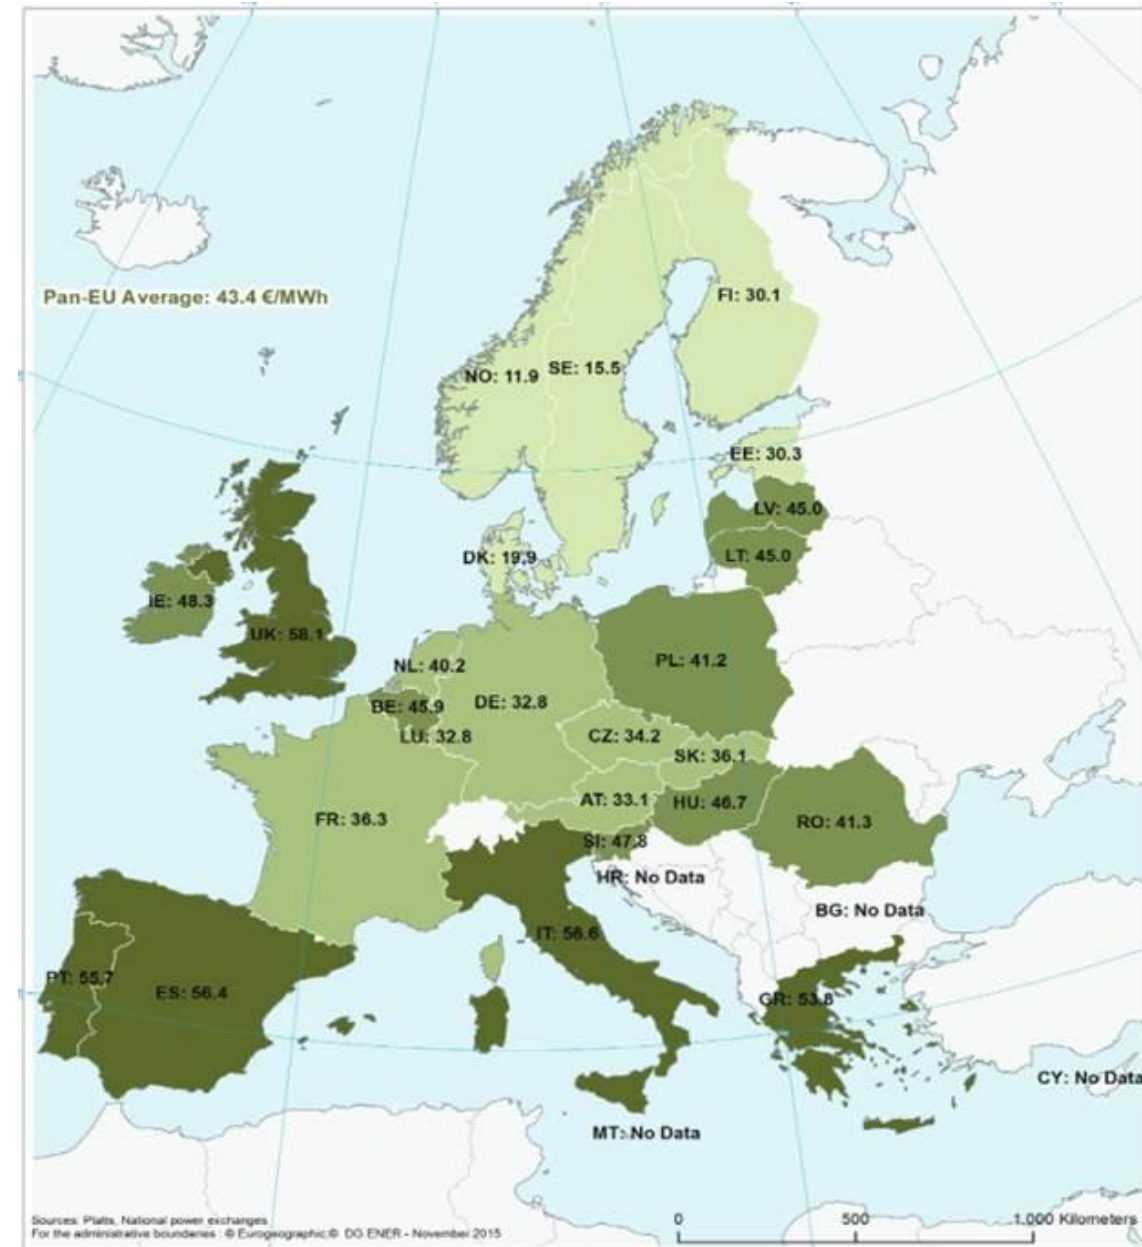 Pan-EU Average: 43.4 €/MWh
FI: 30.1
NO: 11.9
SE: 15.5
EE: 30.3
LV: 45.0
DK: 19.9
LT: 45.0
IE: 48.3
UK: 58.1
NL: 40.2
PL: 41.2
BE: 45.9
DE: 32.8
LU: 32.8
CZ: 34.2
SK: 36.1
AT: 33.1
HU: 46.7
FR: 36.3
RO: 41.3
SI: 47.8
HR: No Data
BG: No Data
IT: 56.6
PT: 55.7
ES: 56.4
GR: 53.8
CY: No Data
MT: No Data
Sources: Platts, National power exchanges
For the administrative boundaries : © Eurogeographic © DG ENER - November 2015
0 500 1.000 Kilometers